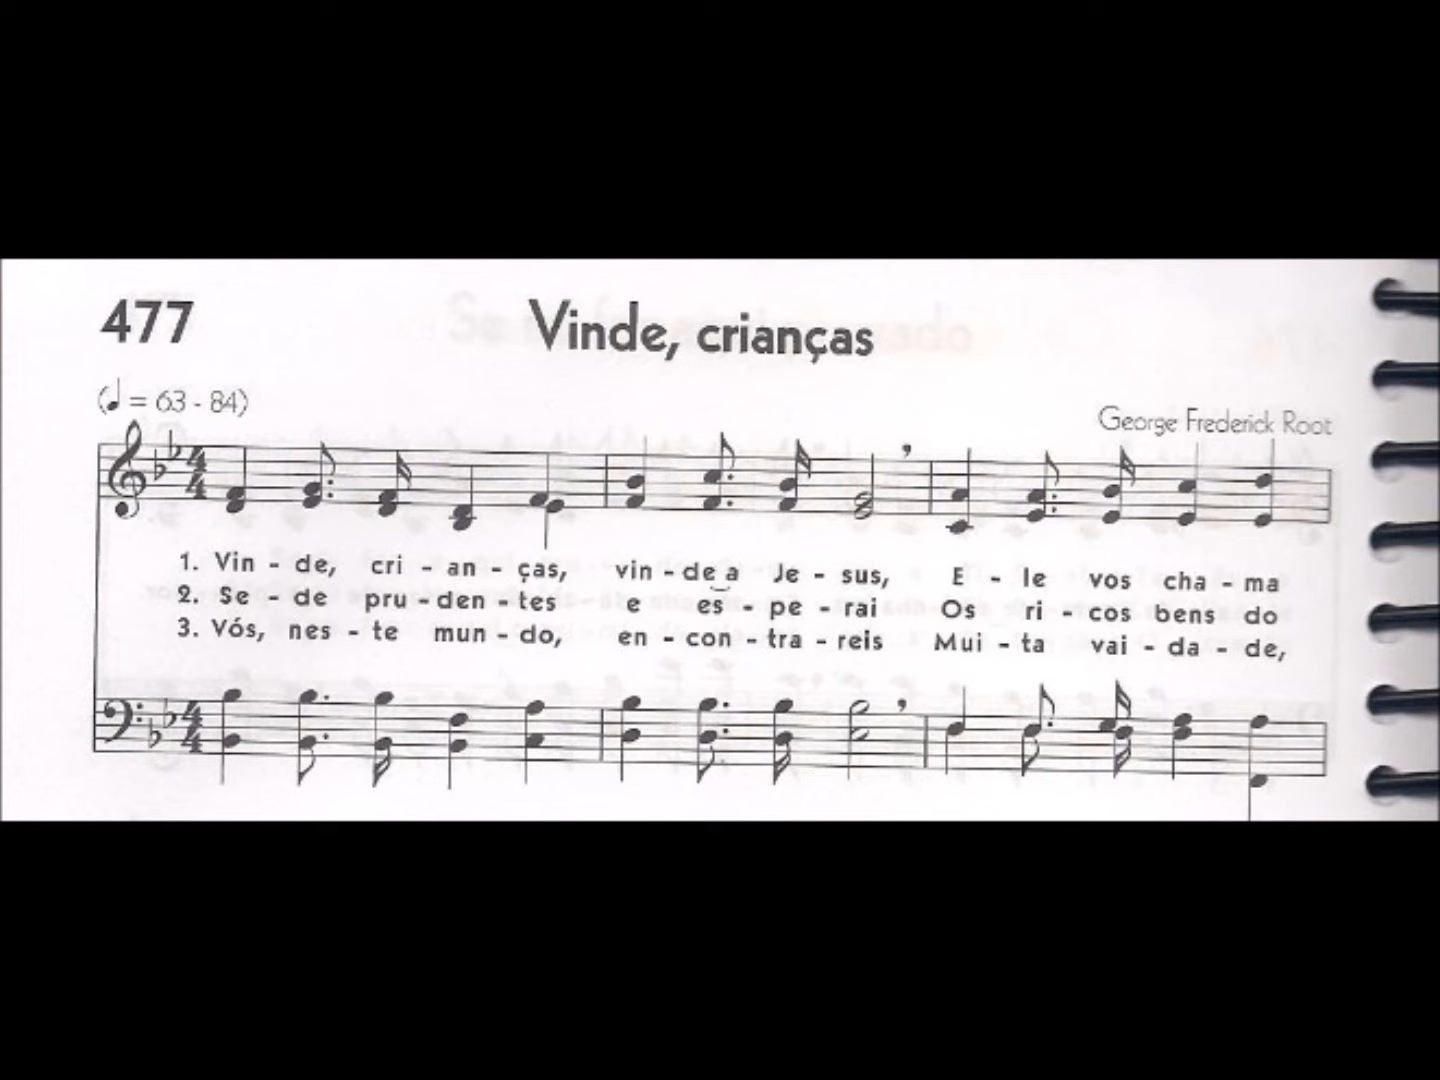 477
Vinde, crianças
(♩ = 63 - 84)
George Frederick Root
1. Vin - de, cri - an - ças, vin - de a Je - sus, E - le vos cha - ma
2. Se - de pru - den - tes e es - pe - rai Os ri - cos bens do
3. Vós, nes - te mun - do, en - con - tra - reis Mui - ta vai - da - de,